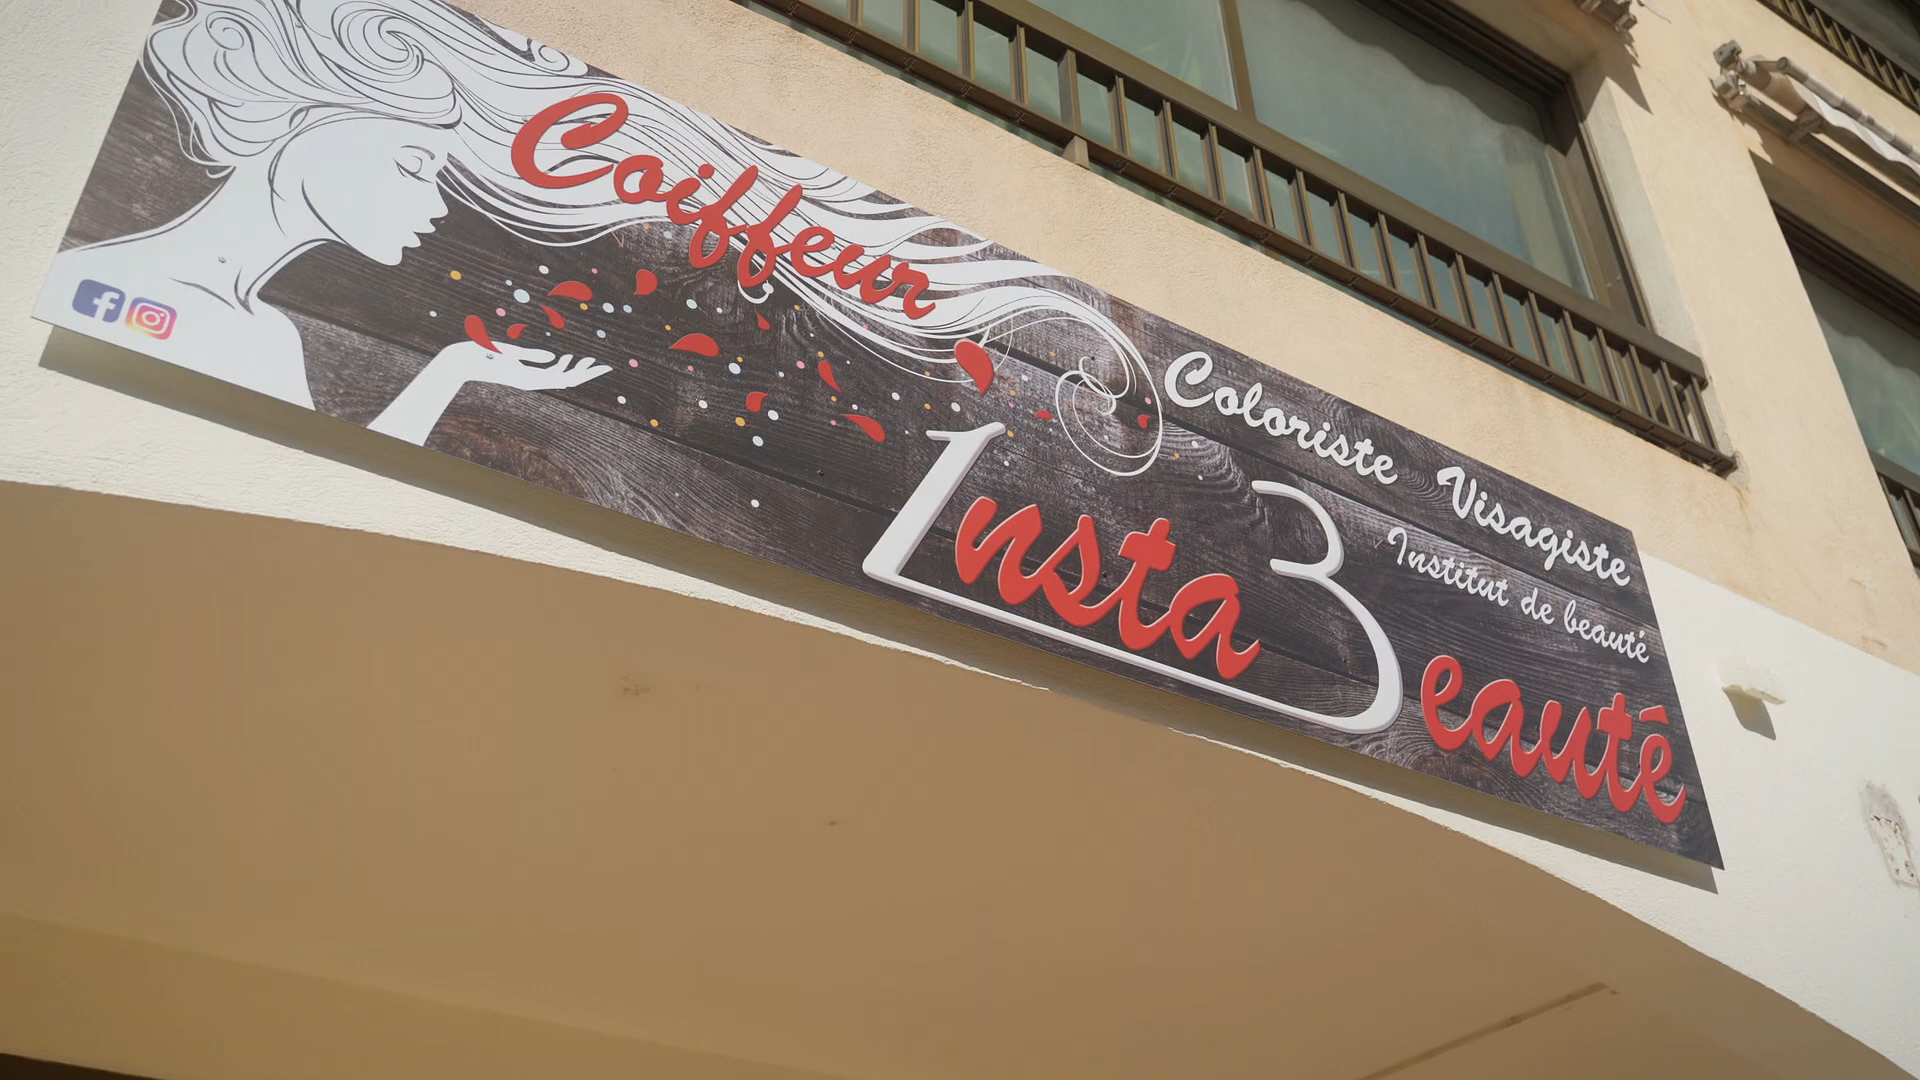 Coiffeur
Coloriste Visagiste
Institut de beauté
Insta Beauté